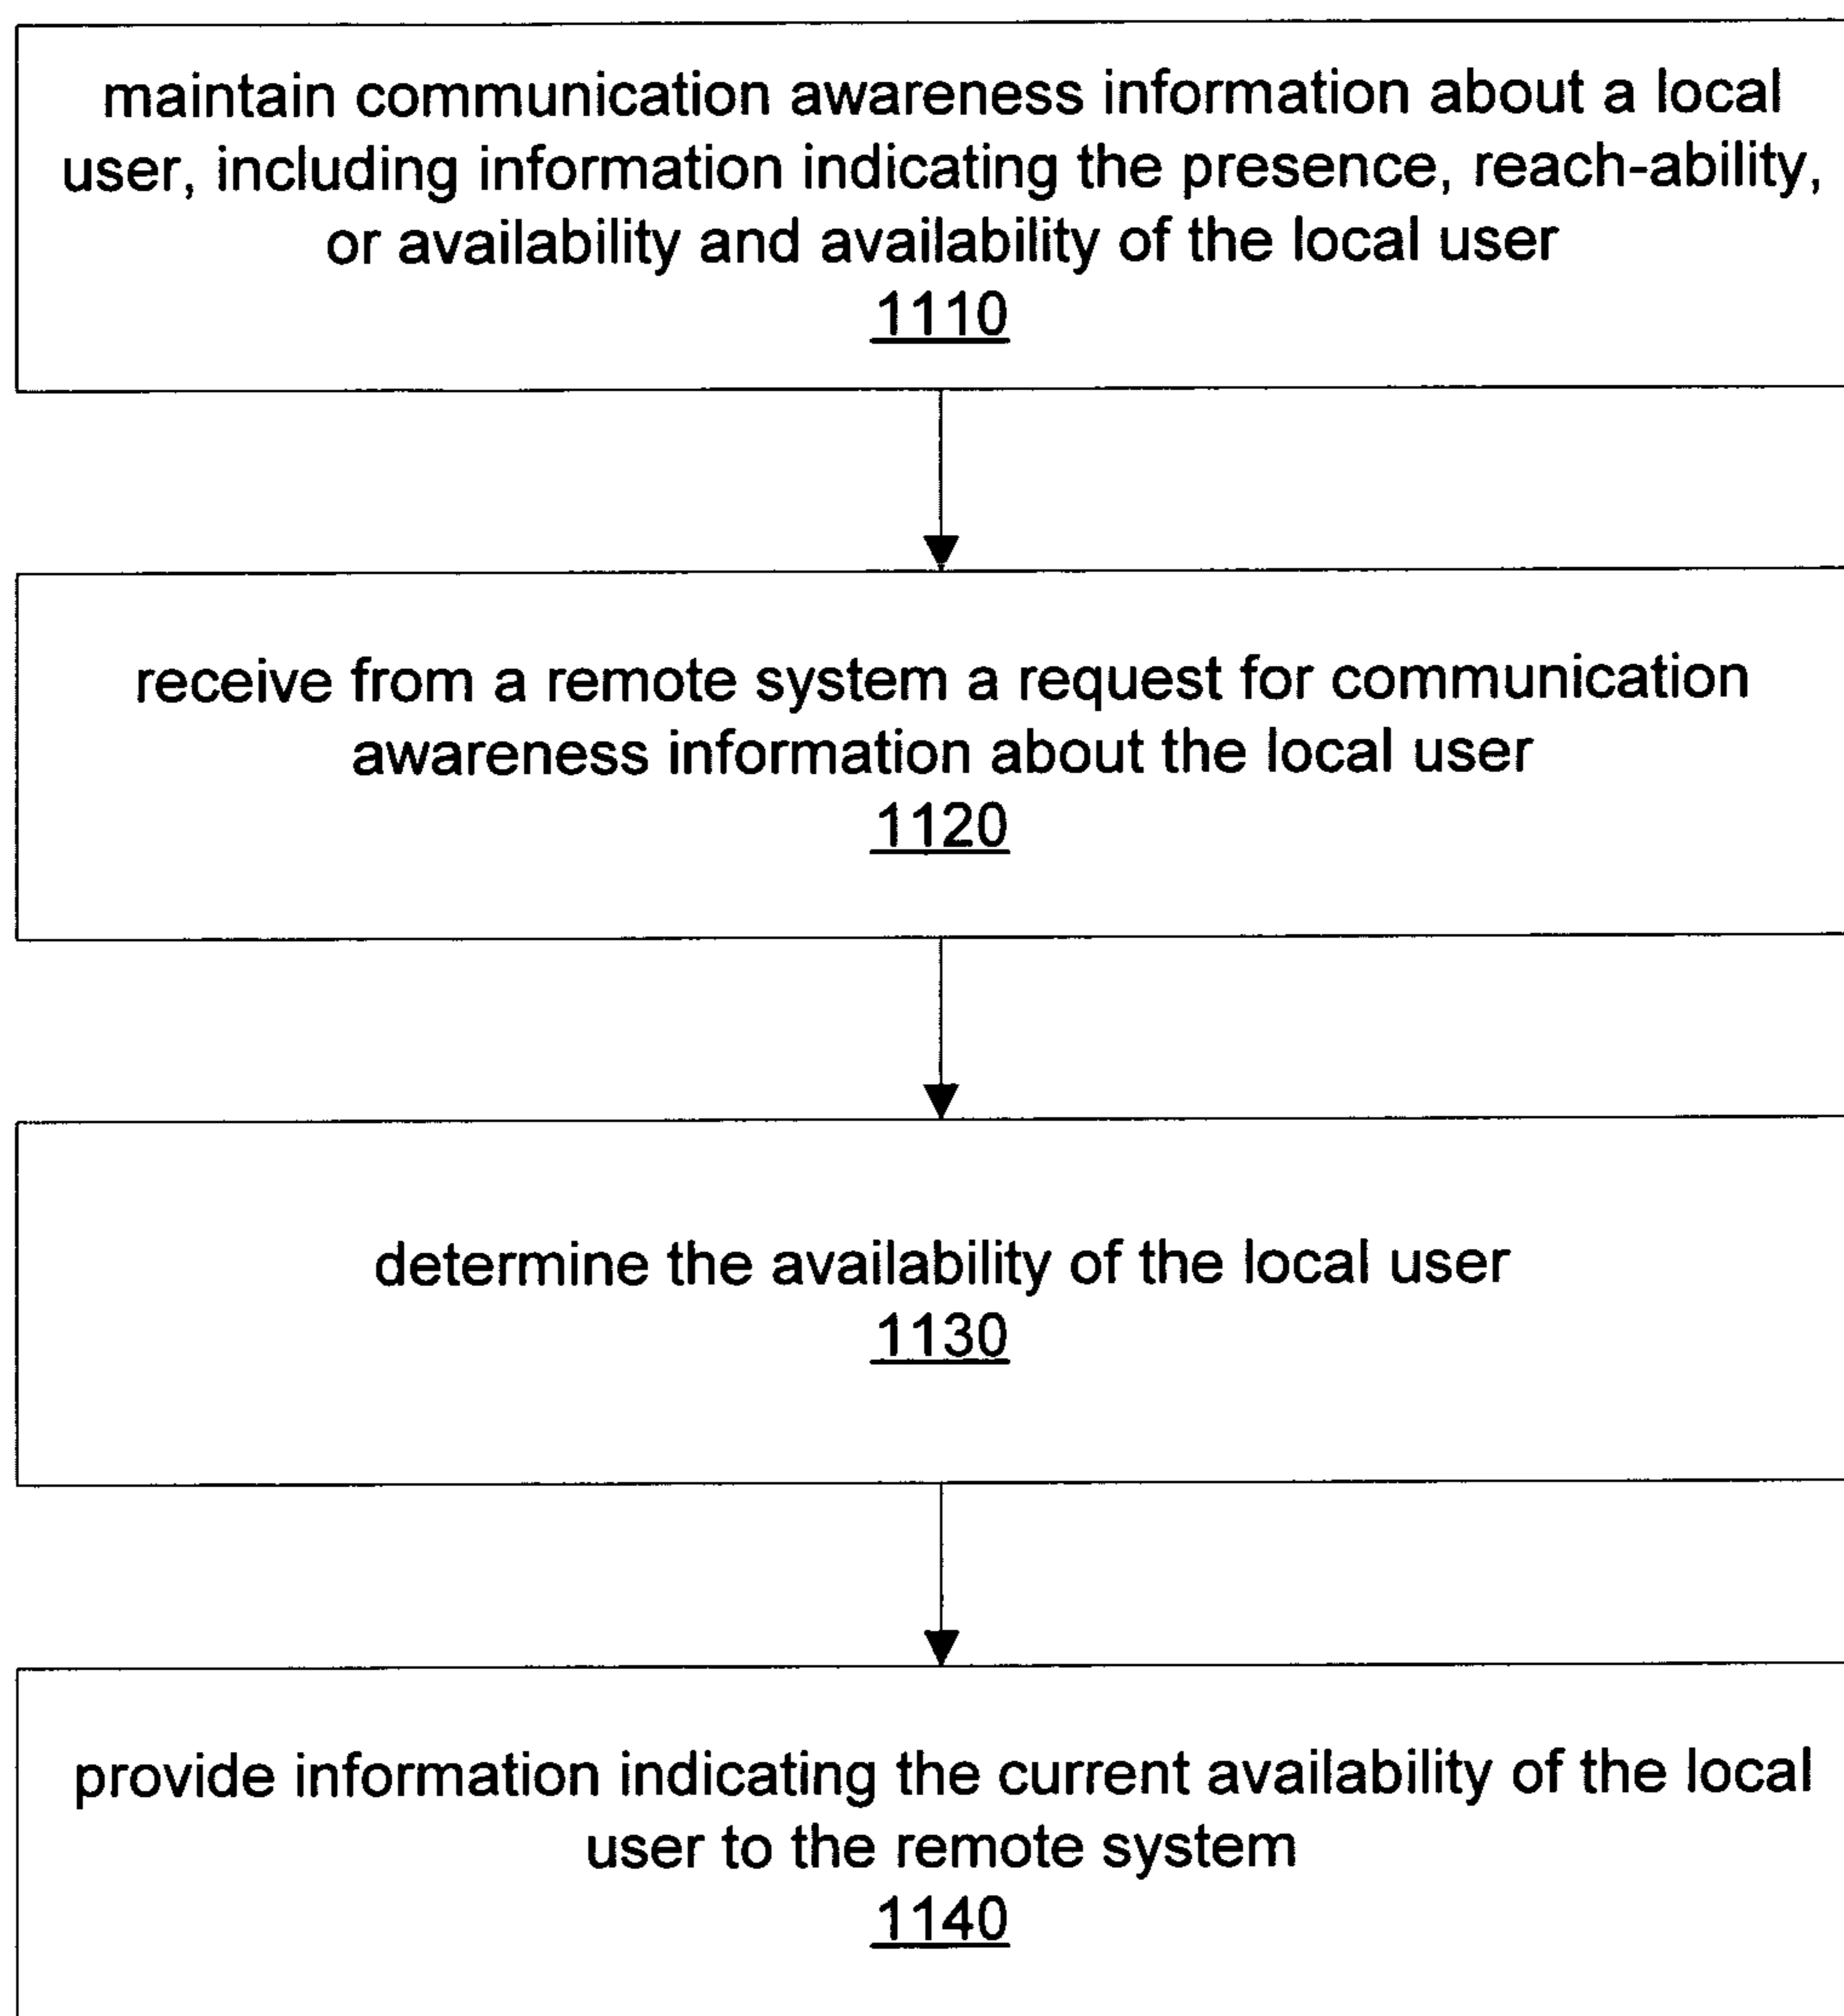 maintain communication awareness information about a local
user, including information indicating the presence, reach-ability,
or availability and availability of the local user
1110
receive from a remote system a request for communication
awareness information about the local user
1120
determine the availability of the local user
1130
provide information indicating the current availability of the local
user to the remote system
1140